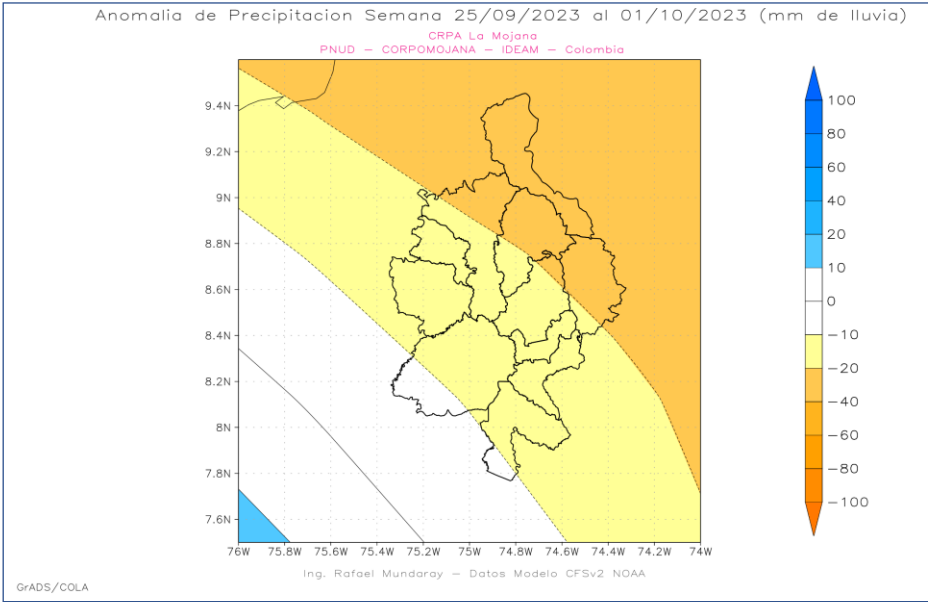 Anomalia de Precipitacion Semana 25/09/2023 al 01/10/2023 (mm de lluvia)
CRPA La Mojana
PNUD – CORPOMOJANA – IDEAM – Colombia
9.4N
9.2N
9N
8.8N
8.6N
8.4N
8.2N
8N
7.8N
7.6N
76W 75.8W 75.6W 75.4W 75.2W 75W 74.8W 74.6W 74.4W 74.2W 74W
100
80
60
40
20
10
0
−10
−20
−40
−60
−80
−100
Ing. Rafael Mundaray – Datos Modelo CFSv2 NOAA
GrADS/COLA